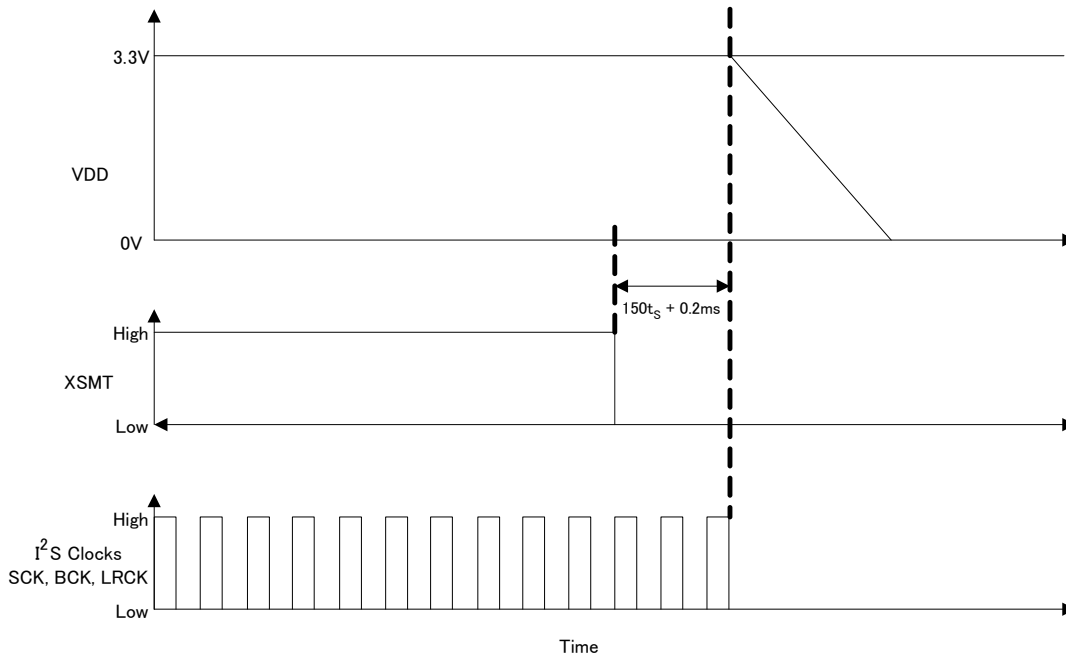 3.3V
VDD
0V
150tS + 0.2ms
High
XSMT
Low
High
I2S Clocks
SCK, BCK, LRCK
Low
Time